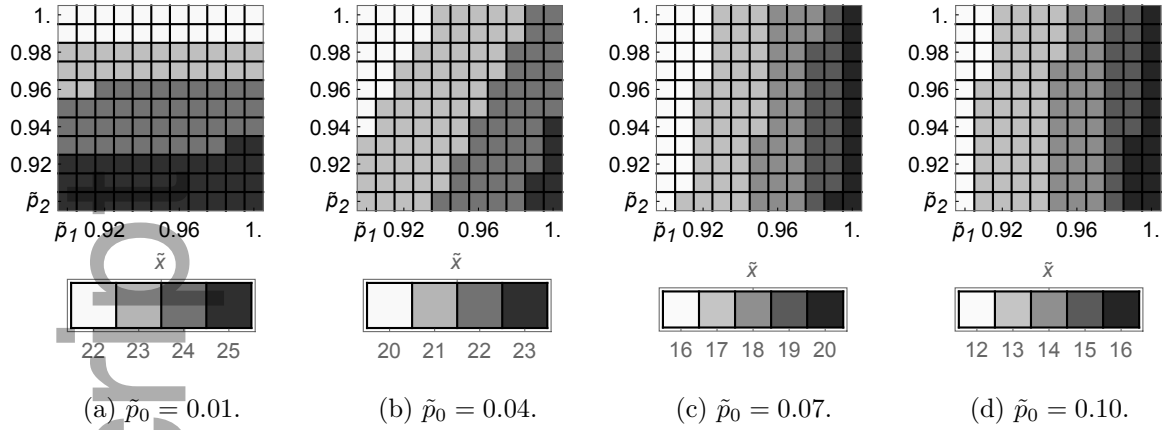 1. 1. 1. 1.
0.98 0.98 0.98 0.98
0.96 0.96 0.96 0.96
0.94 0.94 0.94 0.94
0.92 0.92 0.92 0.92
p̃2 p̃2 p̃2 p̃2
p̃1 0.92 0.96 1. p̃1 0.92 0.96 1. p̃1 0.92 0.96 1. p̃1 0.92 0.96 1.
x̃ x̃ x̃ x̃
22 23 24 25 20 21 22 23 16 17 18 19 20 12 13 14 15 16
(a) p̃0 = 0.01. (b) p̃0 = 0.04. (c) p̃0 = 0.07. (d) p̃0 = 0.10.